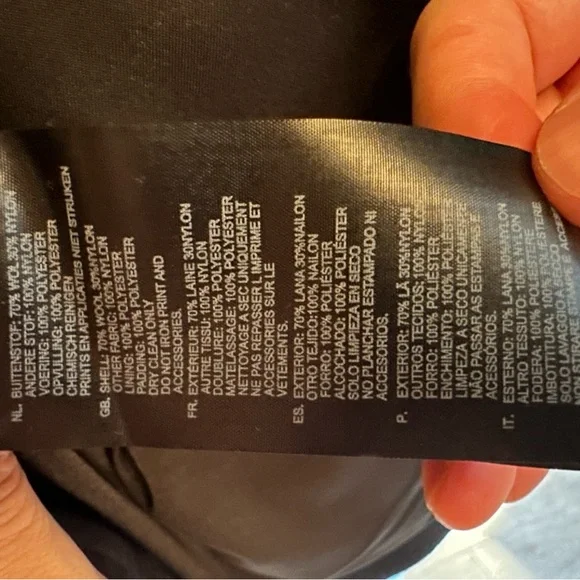 NL. BUITENSTOF: 70% WOL 30% NYLON
ANDERE STOF: 100% NYLON
VOERING: 100% POLYESTER
OPVULLING: 100% POLYESTER
CHEMISCH REINIGEN
PRINTS EN APPLICATIES NIET STRIJKEN
GB. SHELL: 70% WOOL 30%NYLON
OTHER FABRIC: 100% NYLON
LINING: 100% POLYESTER
PADDING: 100% POLYESTER
DRYCLEAN ONLY
DO NOT IRON PRINT AND
ACCESSORIES.
FR. EXTÉRIEUR: 70% LAINE 30NYLON
AUTRE TISSU: 100% NYLON
DOUBLURE: 100% POLYESTER
MATELASSAGE: 100% POLYESTER
NETTOYAGE A SEC UNIQUEMENT
NE PAS REPASSER L'IMPRIME ET
ACCESSORIES SUR LE
VETEMENTS.
ES. EXTERIOR: 70% LANA 30%NAILON
OTRO TEJIDO:100% NAILON
FORRO: 100% POLIÉSTER
ALCOCHADO: 100% POLIÉSTER
SOLO LIMPIEZA EN SECO
NO PLANCHAR ESTAMPADO NI
ACCESORIOS.
P. EXTERIOR: 70% LÃ 30%NYLON
OUTROS TECIDOS: 100% NYLON
FORRO: 100% POLIÉSTER
ENCHIMENTO: 100% POLIÉSTER
LIMPEZA A SECO UNICAMENTE
NÃO PASSAR AS ESTAMPAS E
ACESSORIOS.
IT. ESTERNO: 70% LANA 30%NYLON
ALTRO TESSUTO: 100% NYLON
FODERA: 100% POLIESTERE
IMBOTTITURA: 100% POLIESTERE
SOLO LAVAGGIO A SECO